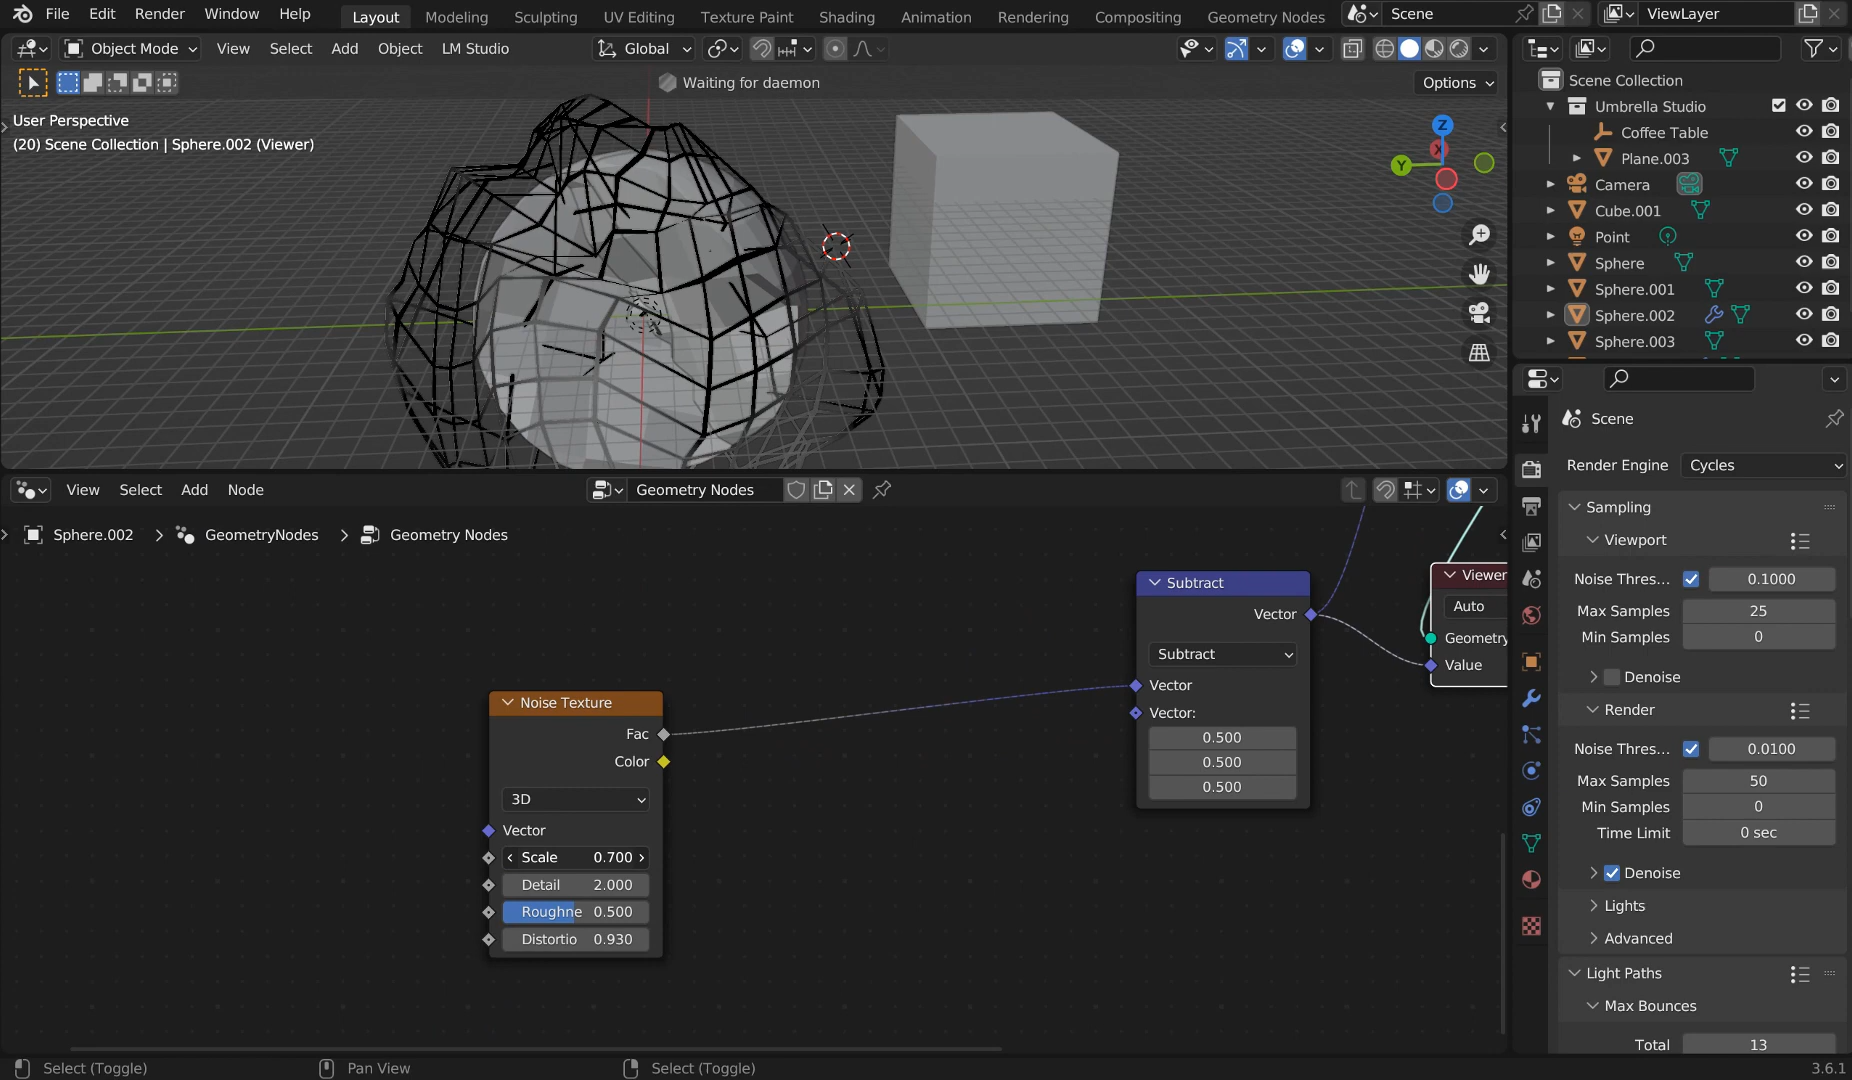 File Edit Render Window Help Layout Modeling Sculpting UV Editing Texture Paint Shading Animation Rendering Compositing Geometry Nodes Scene ViewLayer
Object Mode View Select Add Object LM Studio Global
Waiting for daemon Options
User Perspective
(20) Scene Collection | Sphere.002 (Viewer)
Z
X
Y
Scene Collection
Umbrella Studio
Coffee Table
Plane.003
Camera
Cube.001
Point
Sphere
Sphere.001
Sphere.002
Sphere.003
View Select Add Node Geometry Nodes
Sphere.002 > GeometryNodes > Geometry Nodes
Noise Texture
Fac
Color
3D
Vector
Scale 0.700
Detail 2.000
Roughne 0.500
Distortio 0.930
Subtract
Vector
Subtract
Vector
Vector:
0.500
0.500
0.500
Viewer
Auto
Geometry
Value
Scene
Render Engine Cycles
Sampling
Viewport
Noise Thres... 0.1000
Max Samples 25
Min Samples 0
Denoise
Render
Noise Thres... 0.0100
Max Samples 50
Min Samples 0
Time Limit 0 sec
Denoise
Lights
Advanced
Light Paths
Max Bounces
Total 13
Select (Toggle) Pan View Select (Toggle) 3.6.1